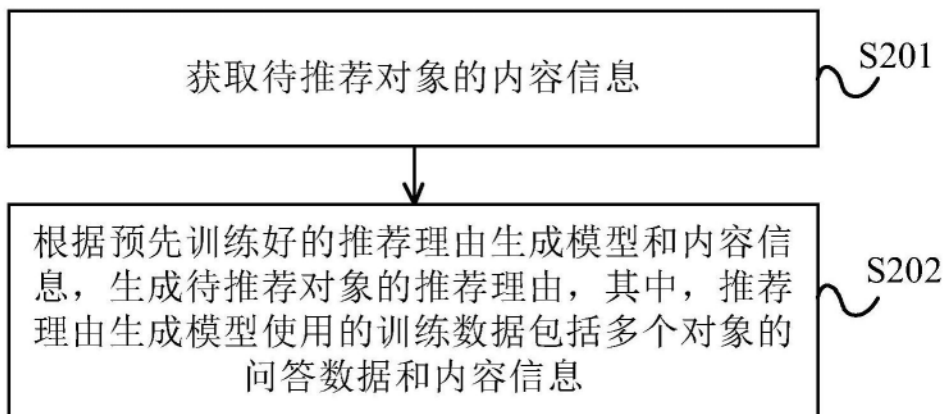 获取待推荐对象的内容信息
S201
根据预先训练好的推荐理由生成模型和内容信
息，生成待推荐对象的推荐理由，其中，推荐
理由生成模型使用的训练数据包括多个对象的
问答数据和内容信息
S202